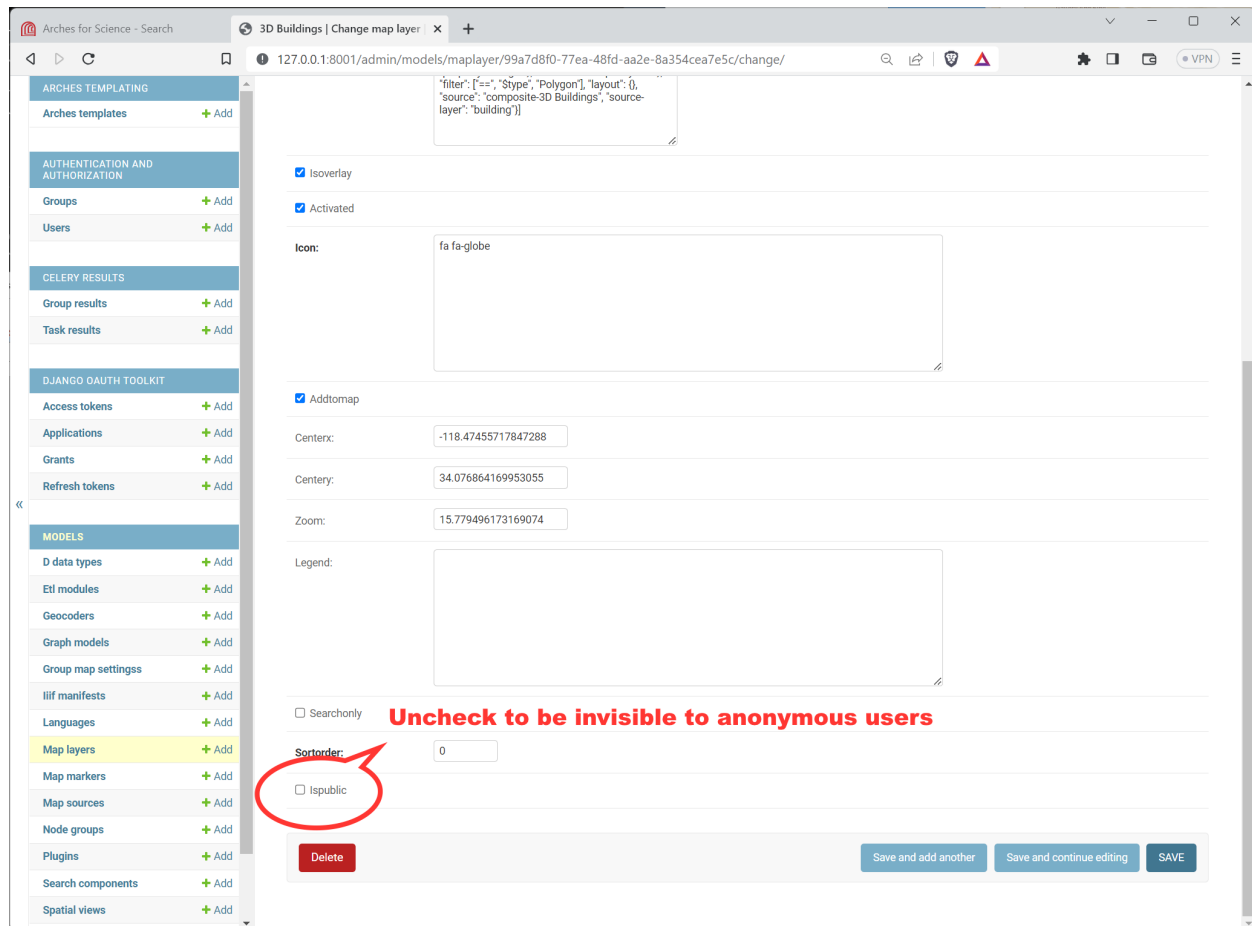 Arches for Science - Search
3D Buildings | Change map layer
127.0.0.1:8001/admin/models/maplayer/99a7d8f0-77ea-48fd-aa2e-8a354cea7e5c/change/
VPN
ARCHES TEMPLATING
Arches templates Add
AUTHENTICATION AND
AUTHORIZATION
Groups Add
Users Add
CELERY RESULTS
Group results Add
Task results Add
DJANGO OAUTH TOOLKIT
Access tokens Add
Applications Add
Grants Add
Refresh tokens Add
«
MODELS
D data types Add
Etl modules Add
Geocoders Add
Graph models Add
Group map settingss Add
Iiif manifests Add
Languages Add
Map layers Add
Map markers Add
Map sources Add
Node groups Add
Plugins Add
Search components Add
Spatial views Add
"filter": ["==", "$type", "Polygon"], "layout": {},
"source": "composite-3D Buildings", "source-
layer": "building"}]
Isoverlay
Activated
Icon: fa fa-globe
Addtomap
Centerx: -118.47455717847288
Centery: 34.076864169953055
Zoom: 15.779496173169074
Legend:
Searchonly
Uncheck to be invisible to anonymous users
Sortorder: 0
Ispublic
Delete Save and add another Save and continue editing SAVE